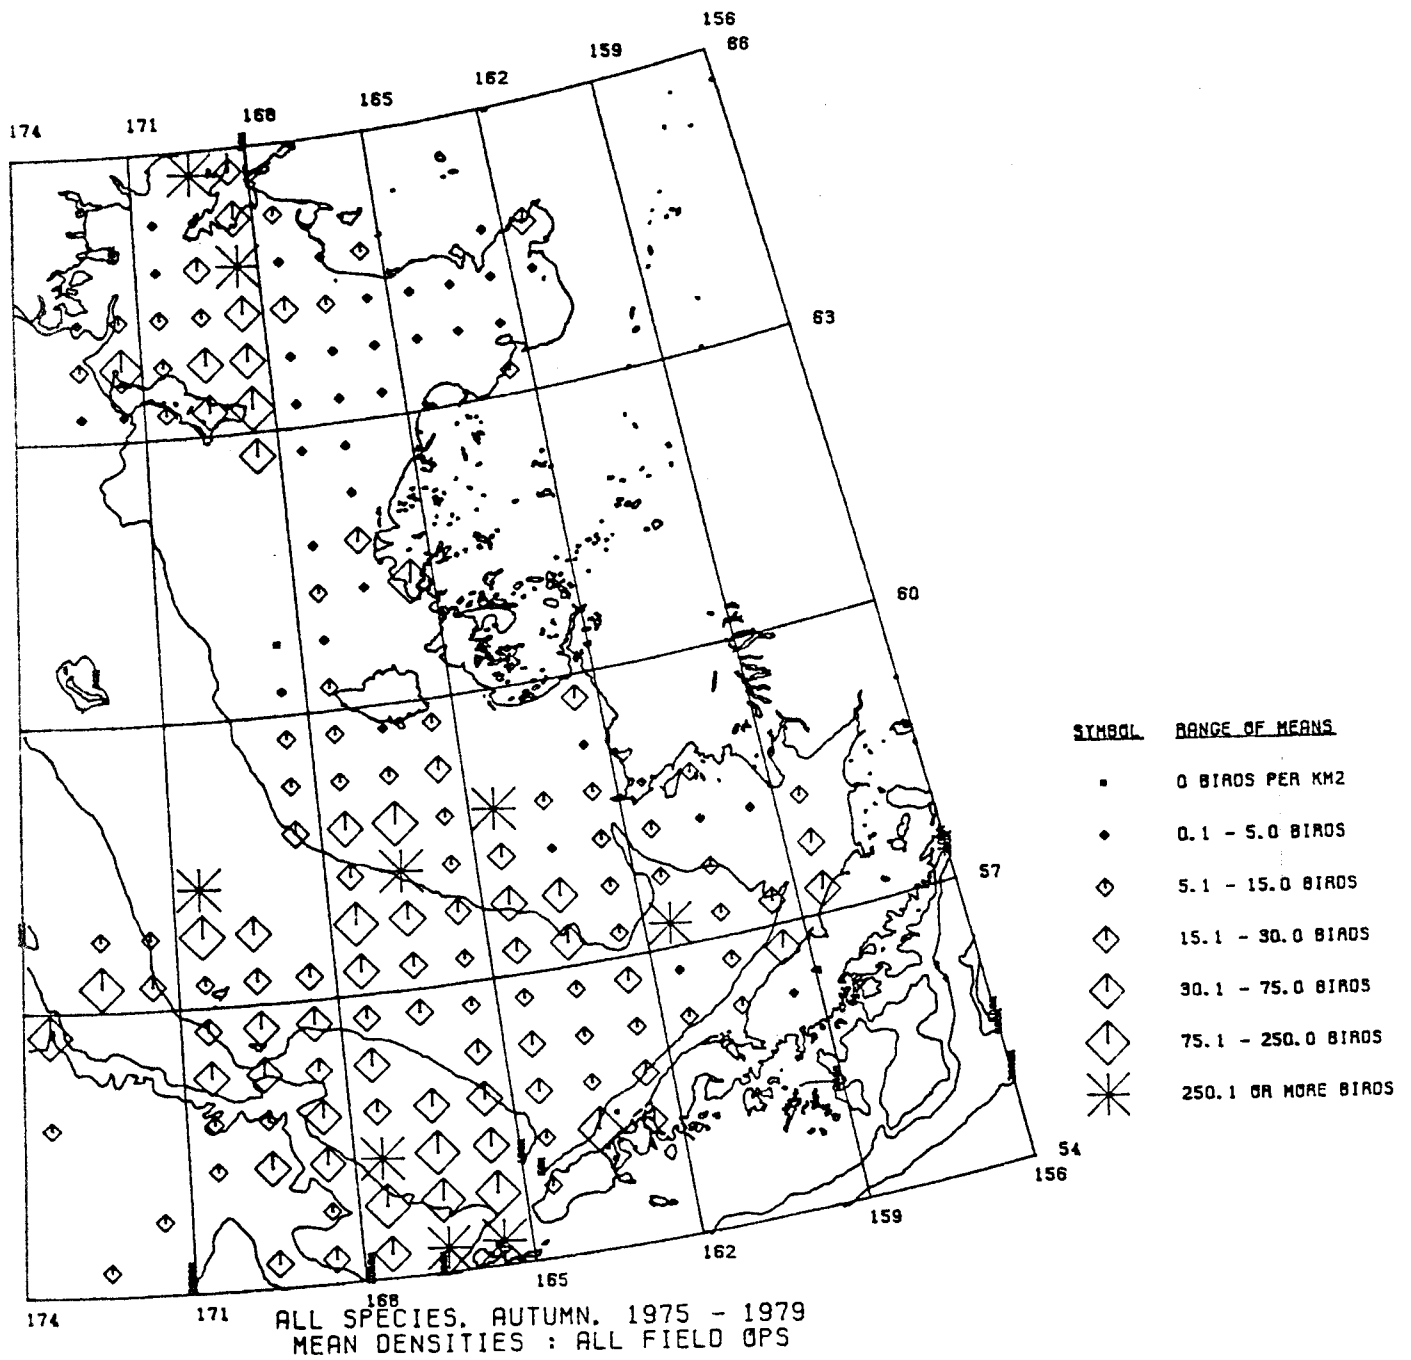 156
66
159
162
165
168
171
174
63
60
57
54
156
159
162
165
168
171
174
SYMBOL RANGE OF MEANS
0 BIRDS PER KM2
0.1 - 5.0 BIRDS
5.1 - 15.0 BIRDS
15.1 - 30.0 BIRDS
30.1 - 75.0 BIRDS
75.1 - 250.0 BIRDS
250.1 OR MORE BIRDS
ALL SPECIES. AUTUMN. 1975 - 1979
MEAN DENSITIES : ALL FIELD OPS